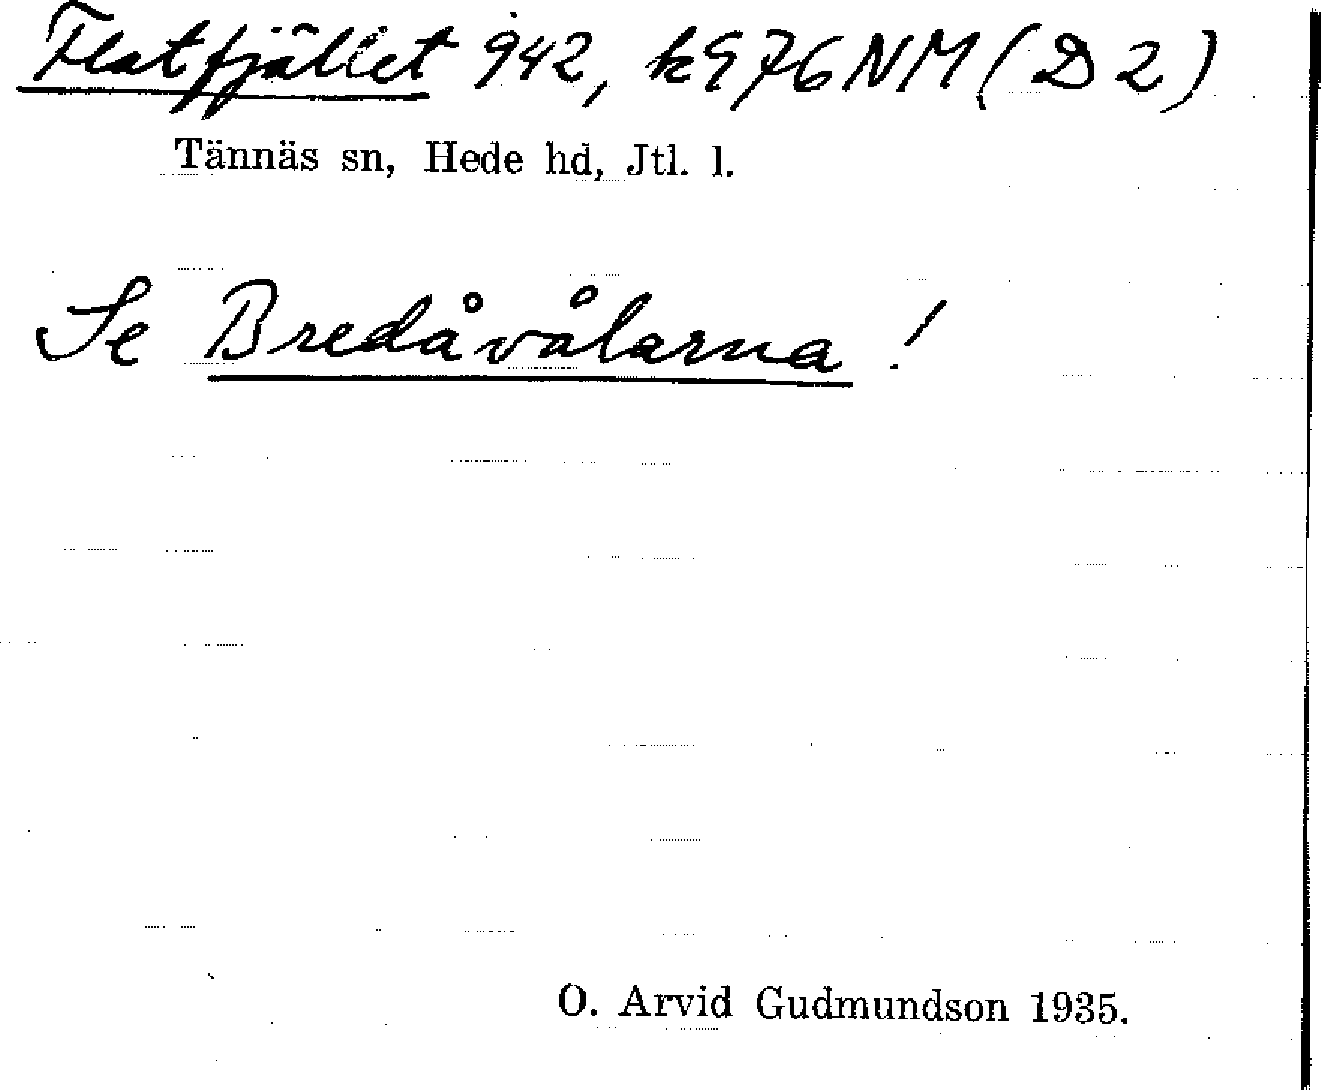 Flatfjället 942, k976NM (D2)
Tännäs sn, Hede hd, Jtl. l.
Se Bredåvålarna!
O. Arvid Gudmundson 1935.